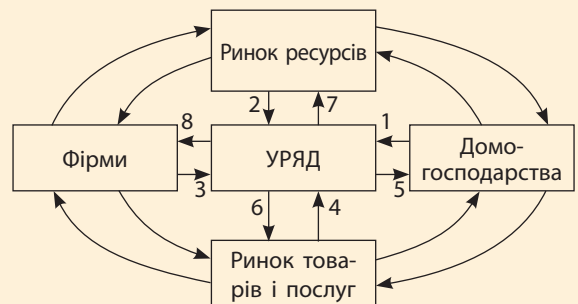 Ринок ресурсів
2
7
8
1
Фірми
УРЯД
Домо-
господарства
3
5
6
4
Ринок това-
рів і послуг